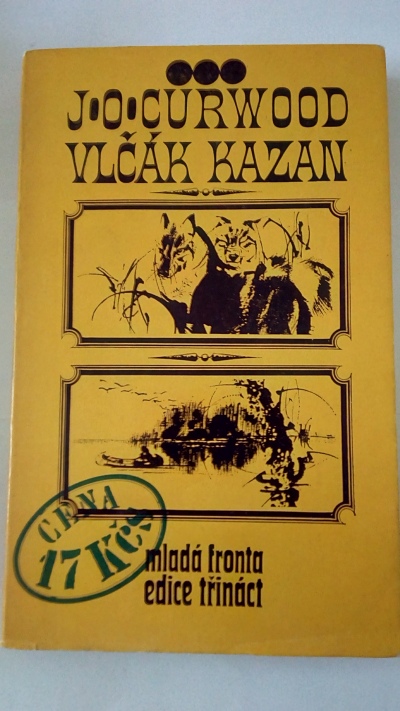 J•O•CURWOOD
VLČÁK KAZAN
CENA
17 Kčs
mladá fronta
edice třináct